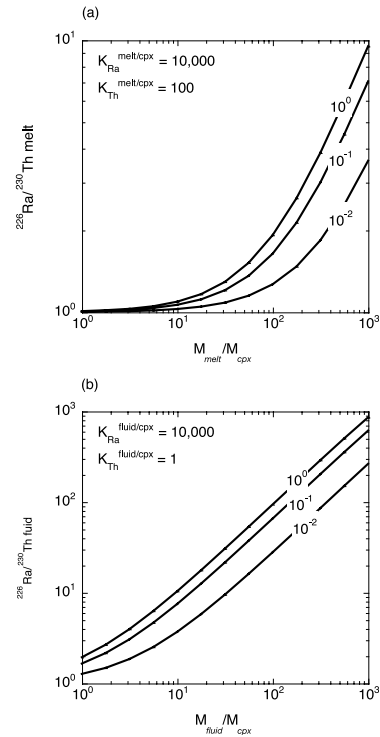 (a)
10¹
K_Ra^melt/cpx = 10,000
K_Th^melt/cpx = 100
10⁰
10⁻¹
10⁻²
²²⁶Ra/²³⁰Th melt
10⁰
10⁰ 10¹ 10² 10³
M_melt/M_cpx
(b)
10³
K_Ra^fluid/cpx = 10,000
K_Th^fluid/cpx = 1
10²
10⁰
10⁻¹
10⁻²
²²⁶Ra/²³⁰Th fuid
10¹
10⁰
10⁰ 10¹ 10² 10³
M_fluid/M_cpx